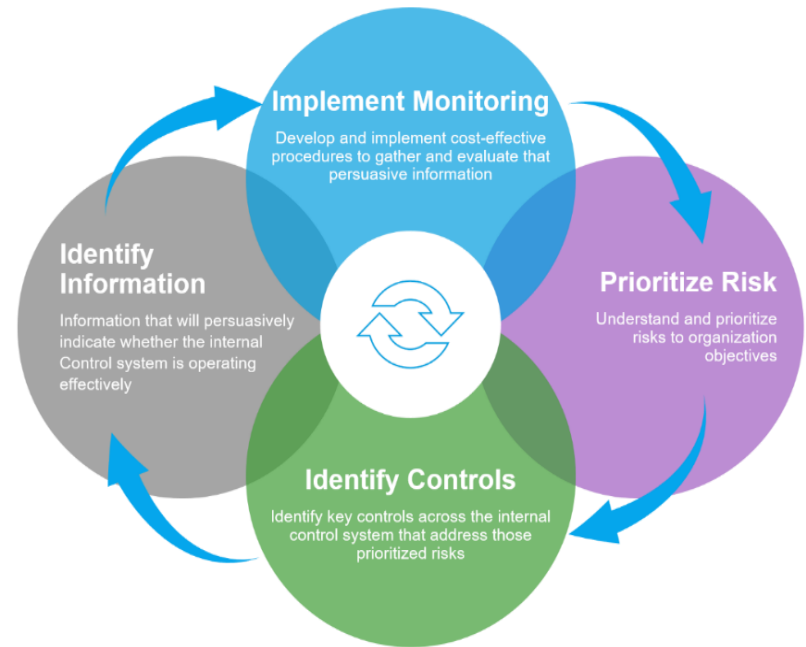 Implement Monitoring
Develop and implement cost-effective
procedures to gather and evaluate that
persuasive information
Identify
Information
Information that will persuasively
indicate whether the internal
Control system is operating
effectively
Prioritize Risk
Understand and prioritize
risks to organization
objectives
Identify Controls
Identify key controls across the internal
control system that address those
prioritized risks